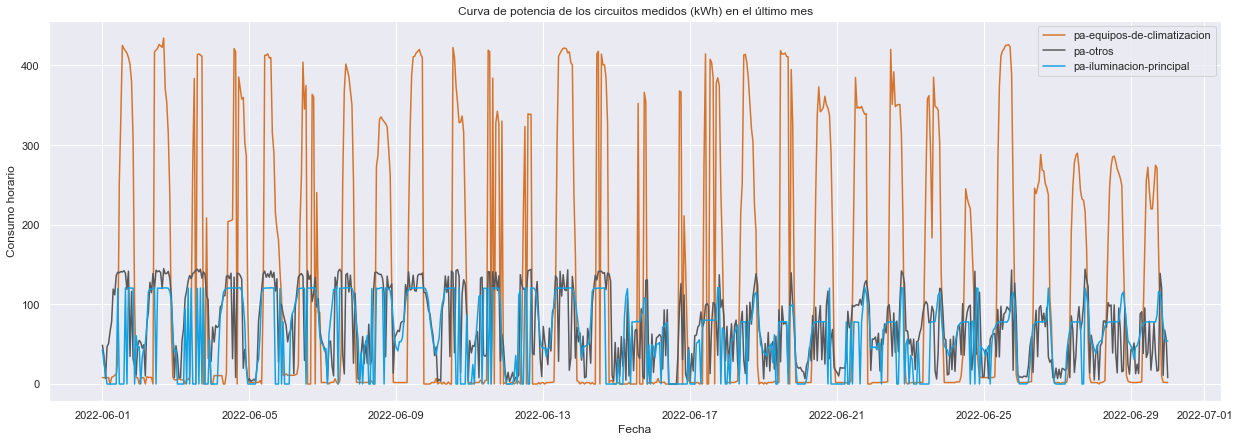 Curva de potencia de los circuitos medidos (kWh) en el último mes
pa-equipos-de-climatizacion
pa-otros
pa-iluminacion-principal
Consumo horario
400
300
200
100
0
2022-06-01 2022-06-05 2022-06-09 2022-06-13 2022-06-17 2022-06-21 2022-06-25 2022-06-29 2022-07-01
Fecha